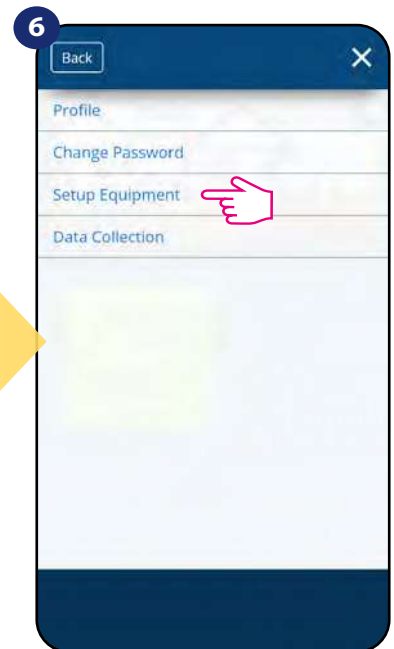 6
Back
Profile
Change Password
Setup Equipment
Data Collection